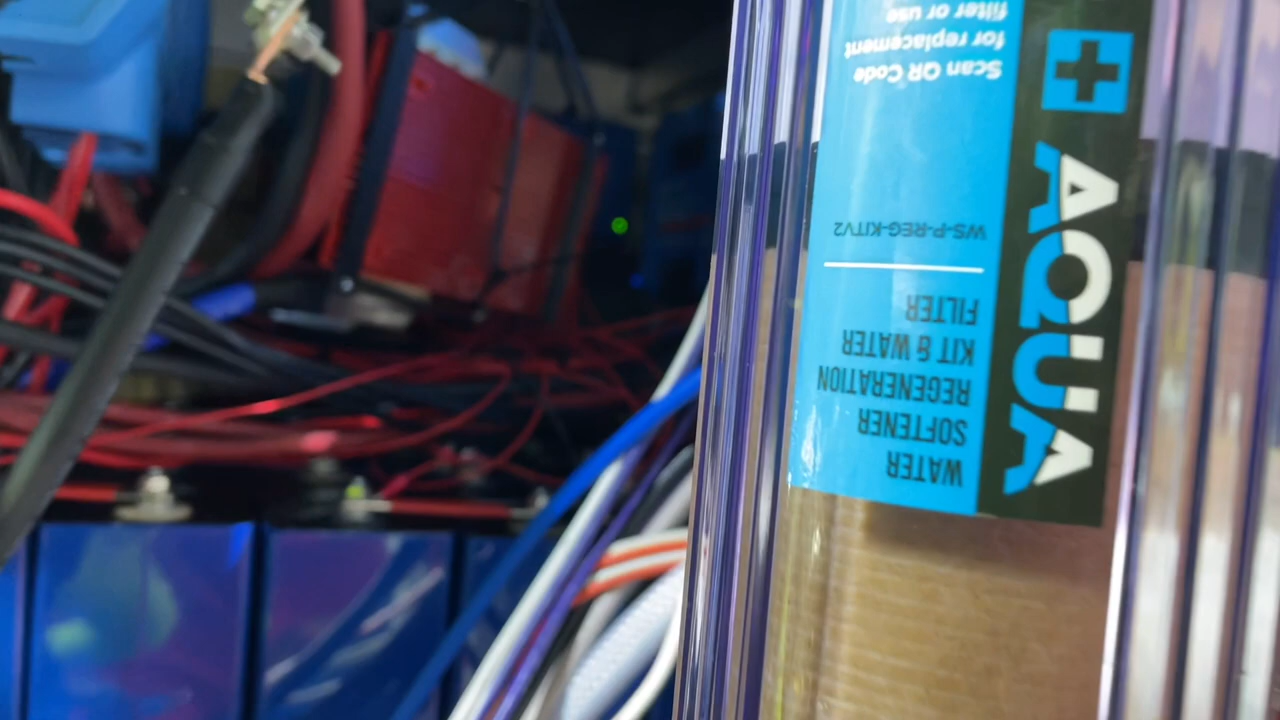 AQUA
WATER
SOFTENER
REGENERATION
KIT & WATER
FILTER
WS-P-REG-KITV2
Scan QR Code
for replacement
filter or use